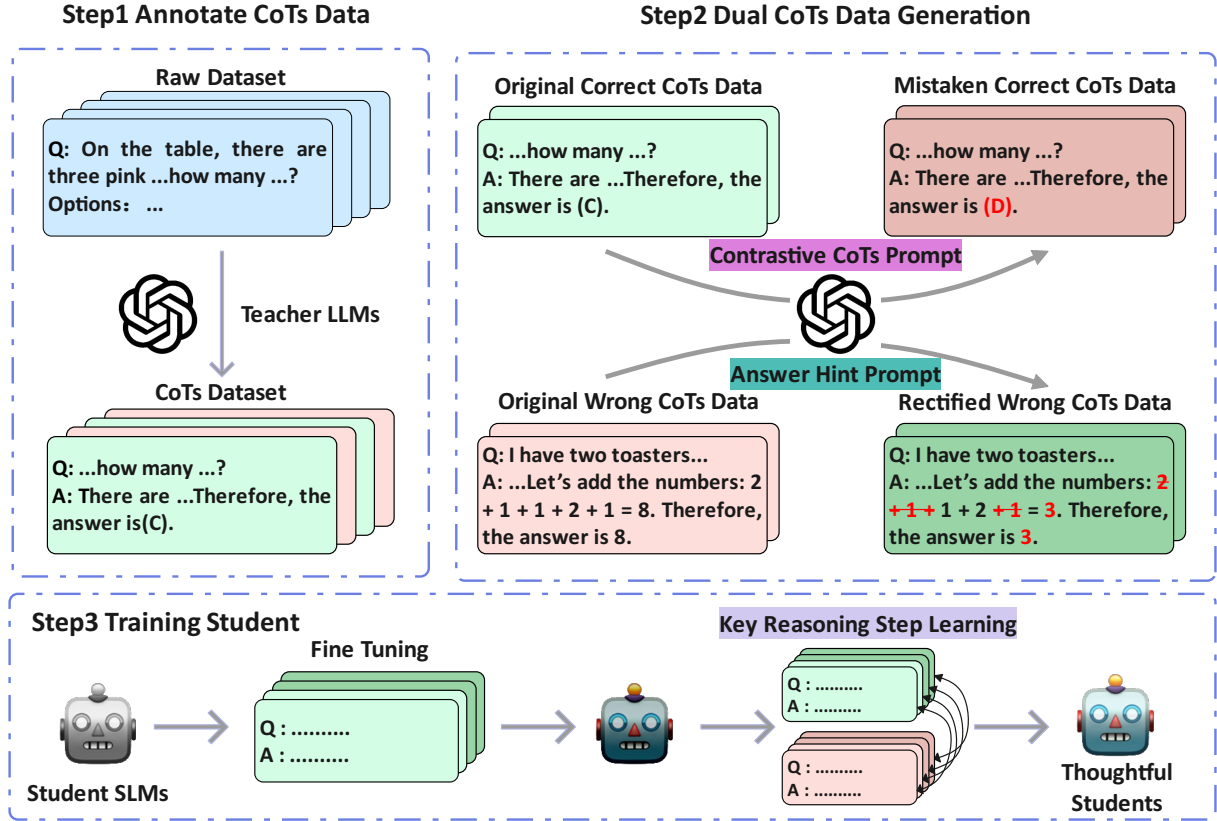 Step1 Annotate CoTs Data
Raw Dataset
Q: On the table, there are
three pink ...how many ...?
Options： ...
Teacher LLMs
CoTs Dataset
Q: ...how many ...?
A: There are ...Therefore, the
answer is(C).
Step2 Dual CoTs Data Generation
Original Correct CoTs Data
Q: ...how many ...?
A: There are ...Therefore, the
answer is (C).
Mistaken Correct CoTs Data
Q: ...how many ...?
A: There are ...Therefore, the
answer is (D).
Contrastive CoTs Prompt
Answer Hint Prompt
Original Wrong CoTs Data
Q: I have two toasters...
A: ...Let’s add the numbers: 2
+ 1 + 1 + 2 + 1 = 8. Therefore,
the answer is 8.
Rectified Wrong CoTs Data
Q: I have two toasters...
A: ...Let’s add the numbers: 2
+ 1 + 1 + 2 + 1 = 3. Therefore,
the answer is 3.
Step3 Training Student
Student SLMs
Fine Tuning
Q : ..........
A : ..........
Key Reasoning Step Learning
Q : ..........
A : ..........
Q : ..........
A : ..........
Thoughtful
Students